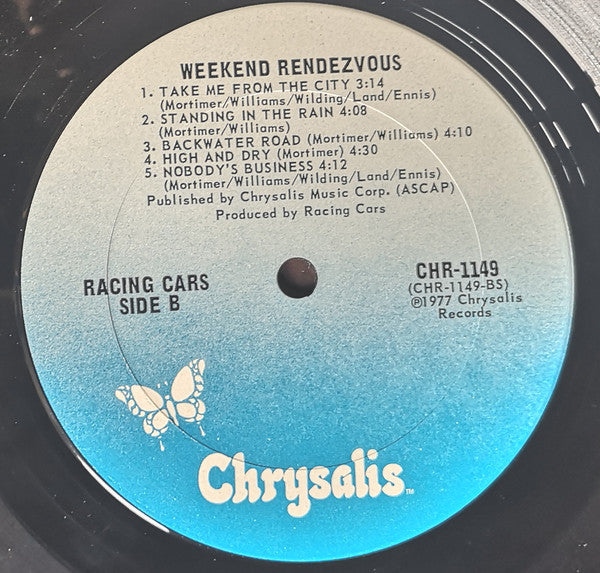 WEEKEND RENDEZVOUS
1. TAKE ME FROM THE CITY 3:14
(Mortimer/Williams/Wilding/Land/Ennis)
2. STANDING IN THE RAIN 4:08
(Mortimer/Williams)
3. BACKWATER ROAD (Mortimer/Williams) 4:10
4. HIGH AND DRY (Mortimer) 4:30
5. NOBODY'S BUSINESS 4:12
(Mortimer/Williams/Wilding/Land/Ennis)
Published by Chrysalis Music Corp. (ASCAP)
Produced by Racing Cars
RACING CARS
SIDE B
CHR-1149
(CHR-1149-BS)
℗1977 Chrysalis
Records
Chrysalis™